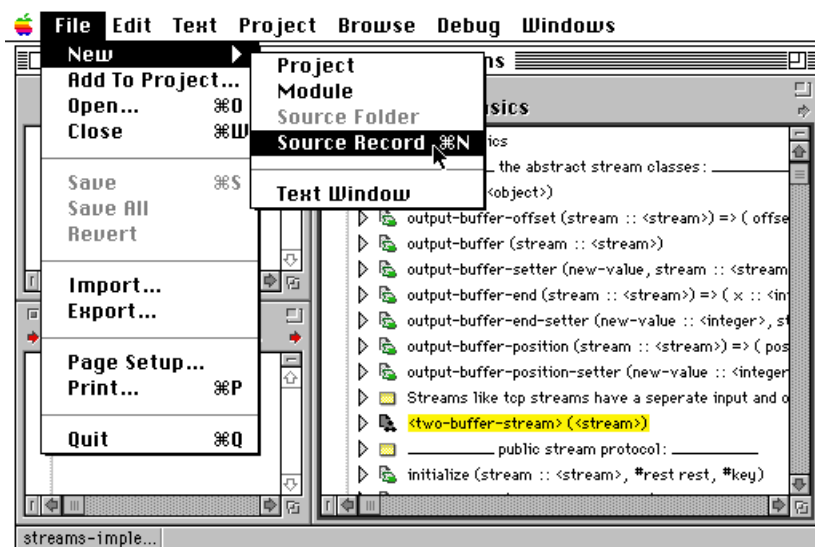 File Edit Text Project Browse Debug Windows
New
Add To Project...
Open... ⌘O
Close ⌘W
Save ⌘S
Save All
Revert
Import...
Export...
Page Setup...
Print... ⌘P
Quit ⌘Q
Project
Module
Source Folder
Source Record ⌘N
Text Window
ns
sics
ics
the abstract stream classes:
<object>)
output-buffer-offset (stream :: <stream>) => ( offse
output-buffer (stream :: <stream>)
output-buffer-setter (new-value, stream :: <stream
output-buffer-end (stream :: <stream>) => ( x :: <in
output-buffer-end-setter (new-value :: <integer>, st
output-buffer-position (stream :: <stream>) => ( pos
output-buffer-position-setter (new-value :: <integer
Streams like tcp streams have a seperate input and o
<two-buffer-stream> (<stream>)
public stream protocol:
initialize (stream :: <stream>, #rest rest, #key)
streams-imple...